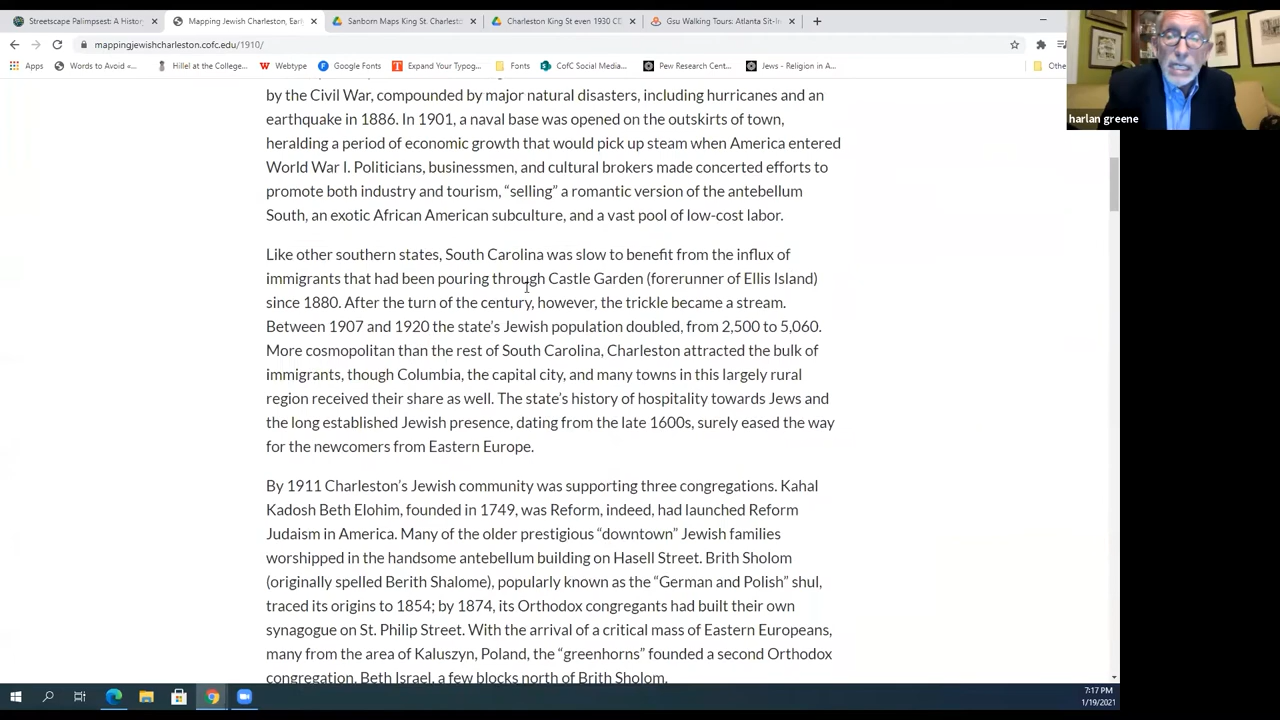 Streetscape Palimpsest: A Histor
Mapping Jewish Charleston, Earl
Sanborn Maps King St. Charlesto
Charleston King St even 1930 CD
Gsu Walking Tours: Atlanta Sit-In
mappingjewishcharleston.cofc.edu/1910/
Apps
Words to Avoid «...
Hillel at the College...
Webtype
Google Fonts
Expand Your Typog...
Fonts
CofC Social Media...
Pew Research Cent...
Jews - Religion in A...
Othe
harlan greene
by the Civil War, compounded by major natural disasters, including hurricanes and an
earthquake in 1886. In 1901, a naval base was opened on the outskirts of town,
heralding a period of economic growth that would pick up steam when America entered
World War I. Politicians, businessmen, and cultural brokers made concerted efforts to
promote both industry and tourism, “selling” a romantic version of the antebellum
South, an exotic African American subculture, and a vast pool of low-cost labor.
Like other southern states, South Carolina was slow to benefit from the influx of
immigrants that had been pouring through Castle Garden (forerunner of Ellis Island)
since 1880. After the turn of the century, however, the trickle became a stream.
Between 1907 and 1920 the state’s Jewish population doubled, from 2,500 to 5,060.
More cosmopolitan than the rest of South Carolina, Charleston attracted the bulk of
immigrants, though Columbia, the capital city, and many towns in this largely rural
region received their share as well. The state’s history of hospitality towards Jews and
the long established Jewish presence, dating from the late 1600s, surely eased the way
for the newcomers from Eastern Europe.
By 1911 Charleston’s Jewish community was supporting three congregations. Kahal
Kadosh Beth Elohim, founded in 1749, was Reform, indeed, had launched Reform
Judaism in America. Many of the older prestigious “downtown” Jewish families
worshipped in the handsome antebellum building on Hasell Street. Brith Sholom
(originally spelled Berith Shalome), popularly known as the “German and Polish” shul,
traced its origins to 1854; by 1874, its Orthodox congregants had built their own
synagogue on St. Philip Street. With the arrival of a critical mass of Eastern Europeans,
many from the area of Kaluszyn, Poland, the “greenhorns” founded a second Orthodox
congregation, Beth Israel, a few blocks north of Brith Sholom.
7:17 PM
1/19/2021